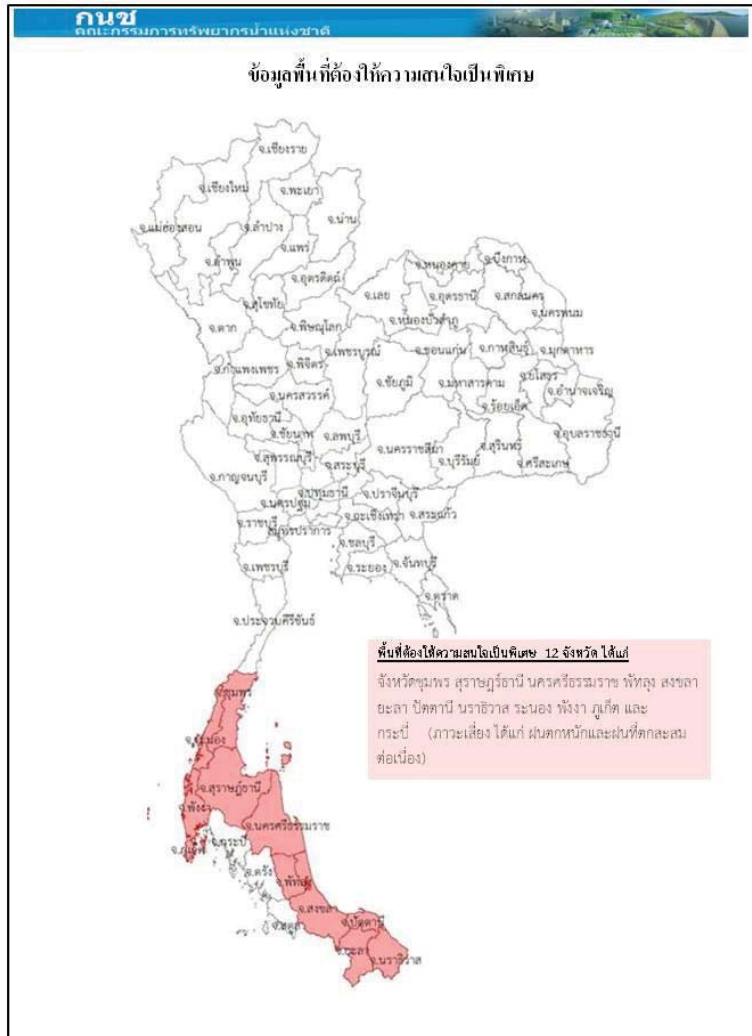 กนช
คณะกรรมการทรัพยากรน้ำแห่งชาติ
ข้อมูลพื้นที่ต้องให้ความสนใจเป็นพิเศษ
จ.เชียงราย
จ.เชียงใหม่
จ.พะเยา
จ.น่าน
จ.แม่ฮ่องสอน
จ.ลำปาง
จ.แพร่
จ.ลำพูน
จ.อุตรดิตถ์
จ.หนองคาย
จ.บึงกาฬ
จ.เลย
จ.อุดรธานี
จ.สกลนคร
จ.นครพนม
จ.สุโขทัย
จ.หนองบัวลำภู
จ.ตาก
จ.พิษณุโลก
จ.เพชรบูรณ์
จ.ขอนแก่น
จ.กาฬสินธุ์
จ.มุกดาหาร
จ.กำแพงเพชร
จ.พิจิตร
จ.ชัยภูมิ
จ.มหาสารคาม
จ.ยโสธร
จ.อำนาจเจริญ
จ.นครสวรรค์
จ.ร้อยเอ็ด
จ.อุทัยธานี
จ.ชัยนาท
จ.ลพบุรี
จ.นครราชสีมา
จ.สุรินทร์
จ.อุบลราชธานี
จ.สุพรรณบุรี
จ.สระบุรี
จ.บุรีรัมย์
จ.ศรีสะเกษ
จ.กาญจนบุรี
จ.ปทุมธานี
จ.ปราจีนบุรี
จ.นครปฐม
จ.ฉะเชิงเทรา
จ.สระแก้ว
จ.ราชบุรี
สมุทรปราการ
จ.ชลบุรี
จ.เพชรบุรี
จ.ระยอง
จ.จันทบุรี
จ.ตราด
จ.ประจวบคีรีขันธ์
พื้นที่ต้องให้ความสนใจเป็นพิเศษ 12 จังหวัด ได้แก่
จังหวัดชุมพร สุราษฎร์ธานี นครศรีธรรมราช พัทลุง สงขลา
ยะลา ปัตตานี นราธิวาส ระนอง พังงา ภูเก็ต และ
กระบี่ (ภาวะเสี่ยง ได้แก่ ฝนตกหนักและฝนที่ตกสะสม
ต่อเนื่อง)
จ.ชุมพร
จ.ระนอง
จ.สุราษฎ์ธานี
จ.พังงา
จ.นครศรีธรรมราช
จ.ภูเก็ต
จ.กระบี่
จ.ตรัง
จ.พัทลุง
จ.สงขลา
จ.สตูล
จ.ปัตตานี
จ.ยะลา
จ.นราธิวาส